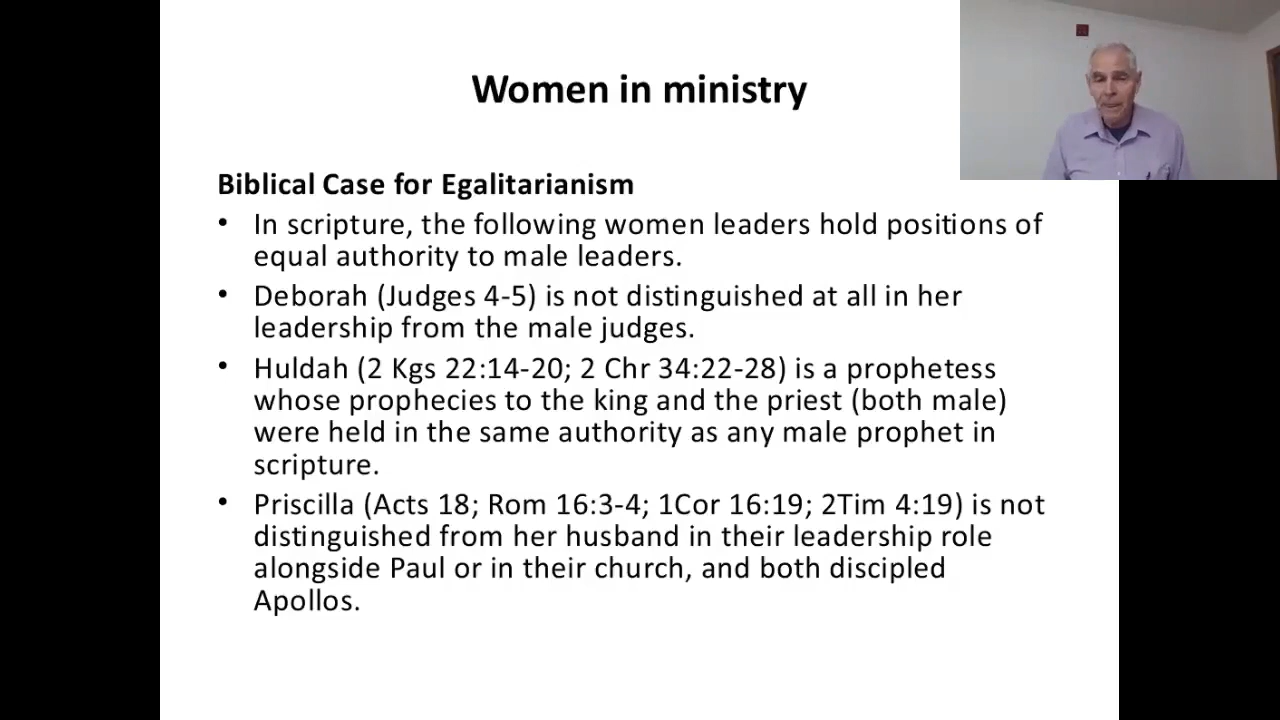 Women in ministry
Biblical Case for Egalitarianism
• In scripture, the following women leaders hold positions of
equal authority to male leaders.
• Deborah (Judges 4-5) is not distinguished at all in her
leadership from the male judges.
• Huldah (2 Kgs 22:14-20; 2 Chr 34:22-28) is a prophetess
whose prophecies to the king and the priest (both male)
were held in the same authority as any male prophet in
scripture.
• Priscilla (Acts 18; Rom 16:3-4; 1Cor 16:19; 2Tim 4:19) is not
distinguished from her husband in their leadership role
alongside Paul or in their church, and both discipled
Apollos.